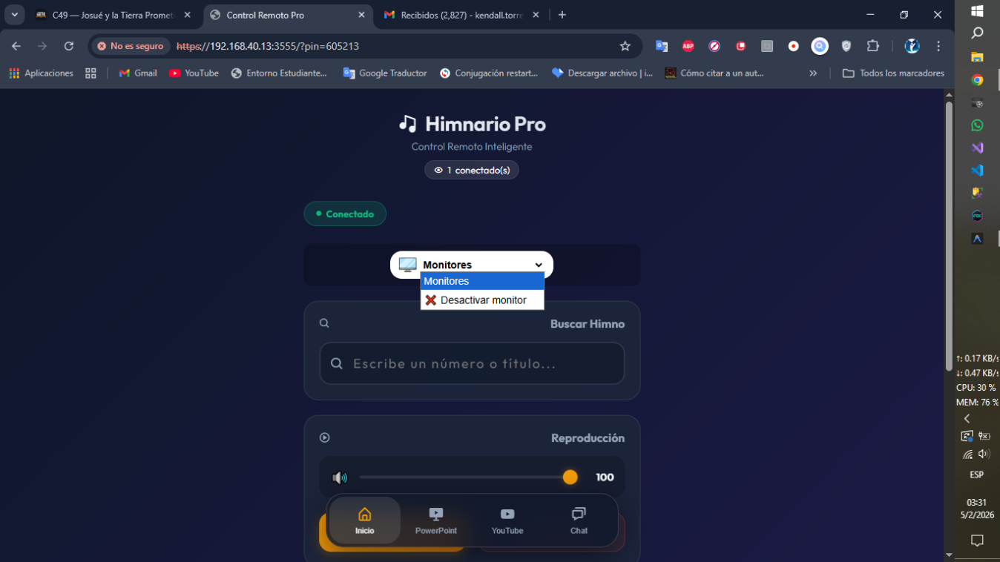 C49 — Josué y la Tierra Promet
Control Remoto Pro
Recibidos (2,827) - kendall.torre
No es seguro
https://192.168.40.13:3555/?pin=605213
ABP
Aplicaciones
Gmail
YouTube
Entorno Estudiante...
Google Traductor
Conjugación restart...
Descargar archivo | i...
Cómo citar a un aut...
Todos los marcadores
Himnario Pro
Control Remoto Inteligente
1 conectado(s)
Conectado
Monitores
Monitores
Desactivar monitor
Buscar Himno
Escribe un número o título...
Reproducción
100
Inicio
PowerPoint
YouTube
Chat
↑: 0.17 KB/s
↓: 0.47 KB/s
CPU: 30 %
MEM: 76 %
ESP
03:31
5/2/2026